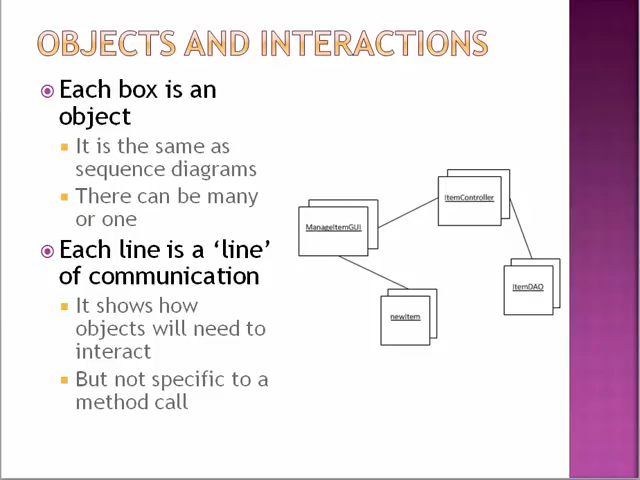 OBJECTS AND INTERACTIONS
Each box is an
object
It is the same as
sequence diagrams
There can be many
or one
Each line is a ‘line’
of communication
It shows how
objects will need to
interact
But not specific to a
method call
ItemController
ManageItemGUI
ItemDAO
newItem